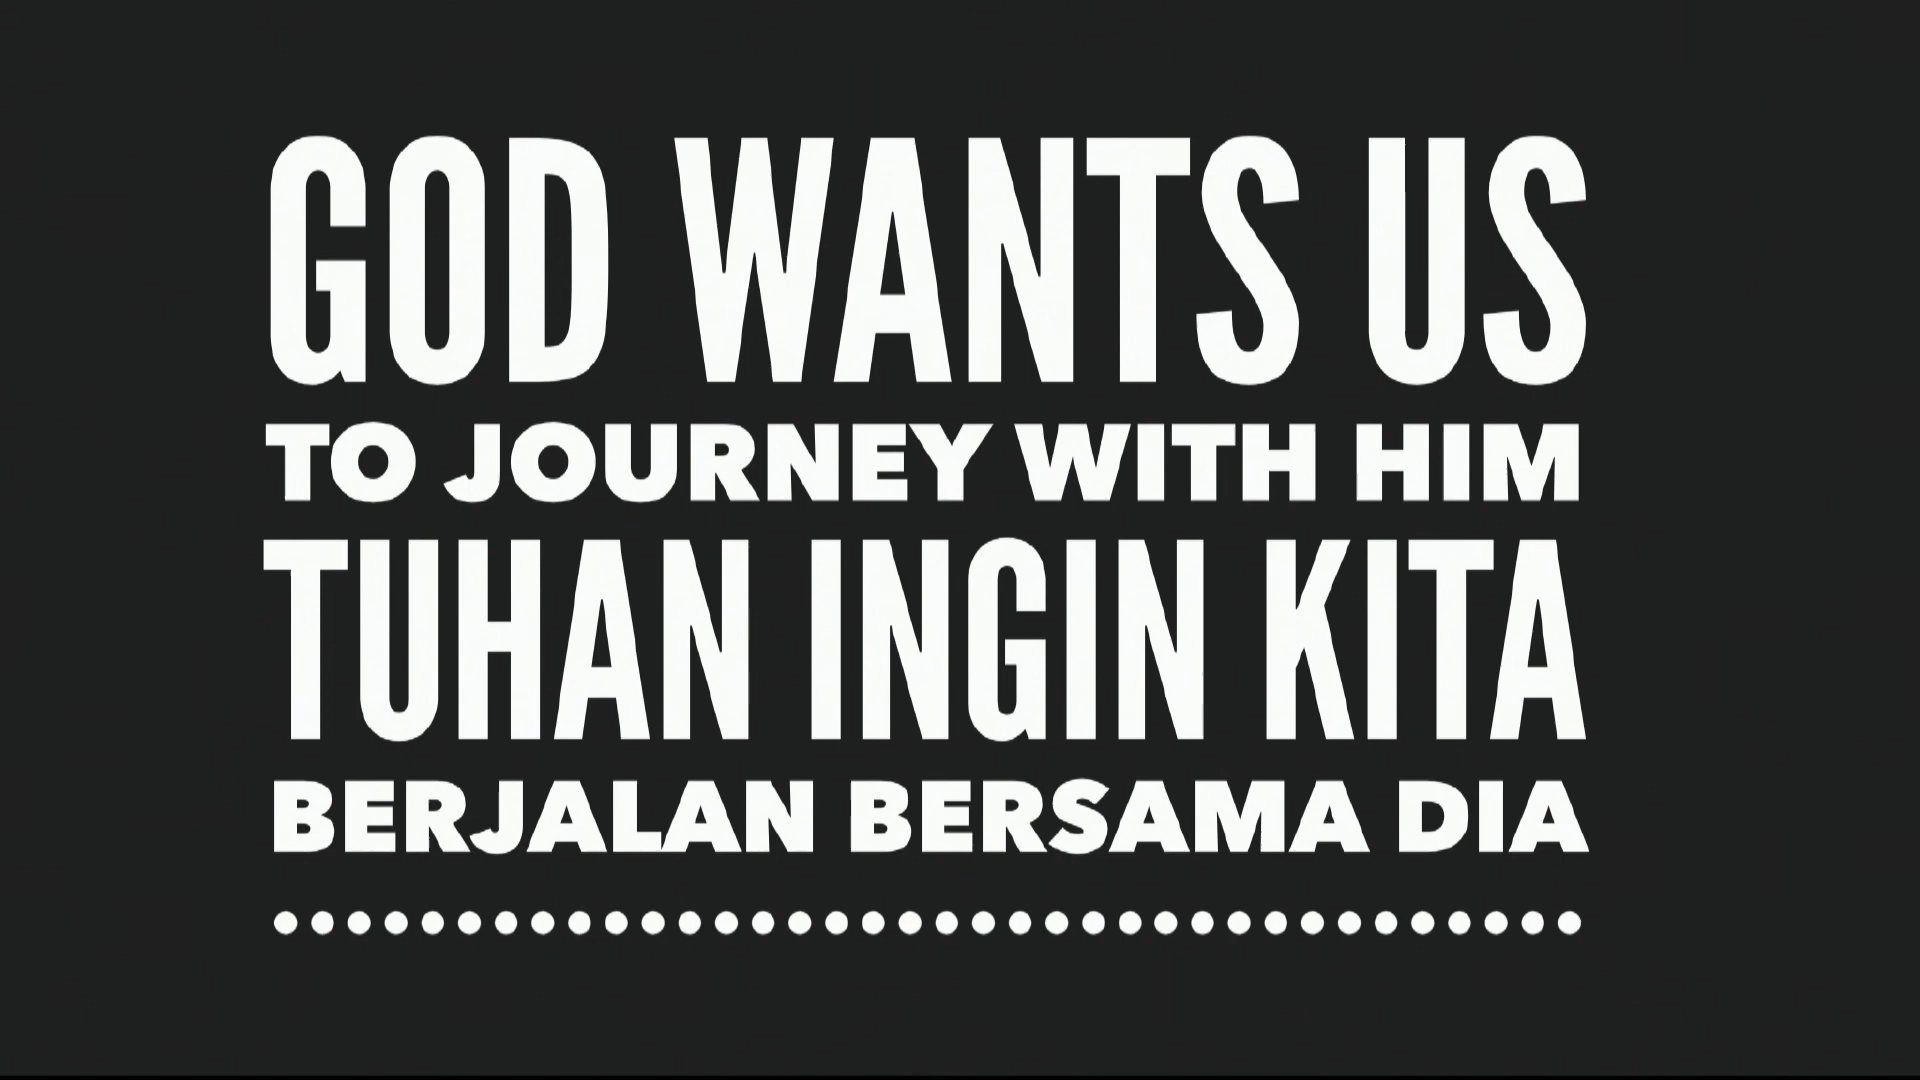 GOD WANTS US
TO JOURNEY WITH HIM
TUHAN INGIN KITA
BERJALAN BERSAMA DIA